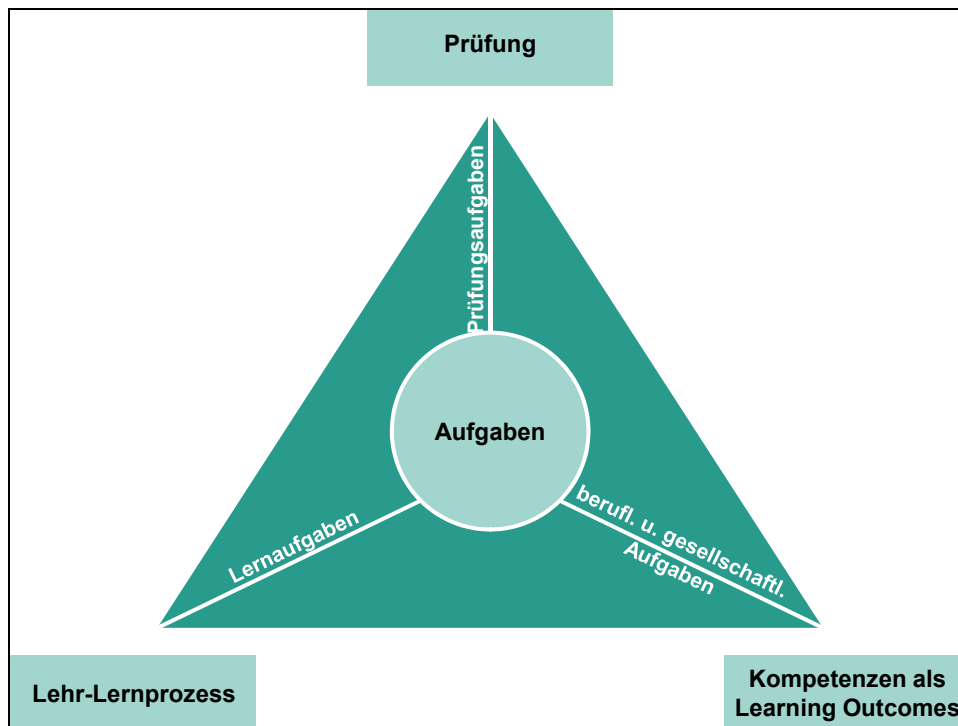 Prüfung
Prüfungsaufgaben
Aufgaben
Lernaufgaben
berufl. u. gesellschaftl.
Aufgaben
Lehr-Lernprozess
Kompetenzen als
Learning Outcomes